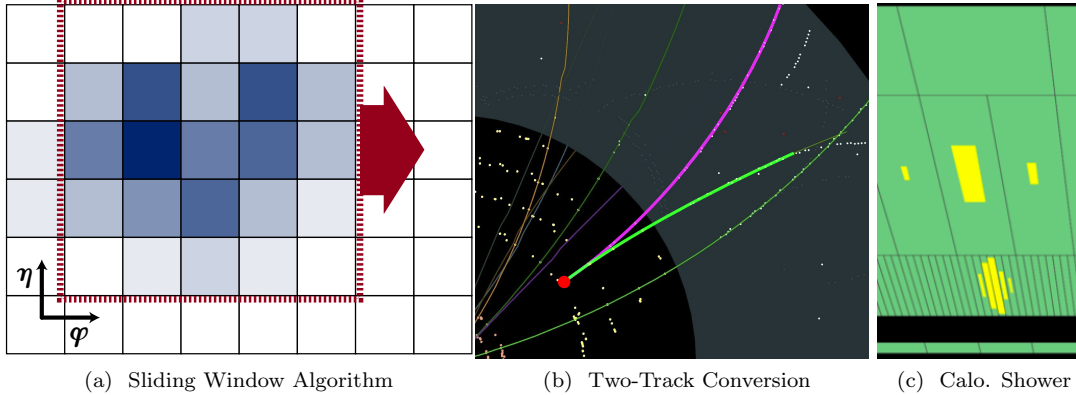 η
φ
(a) Sliding Window Algorithm
(b) Two-Track Conversion
(c) Calo. Shower